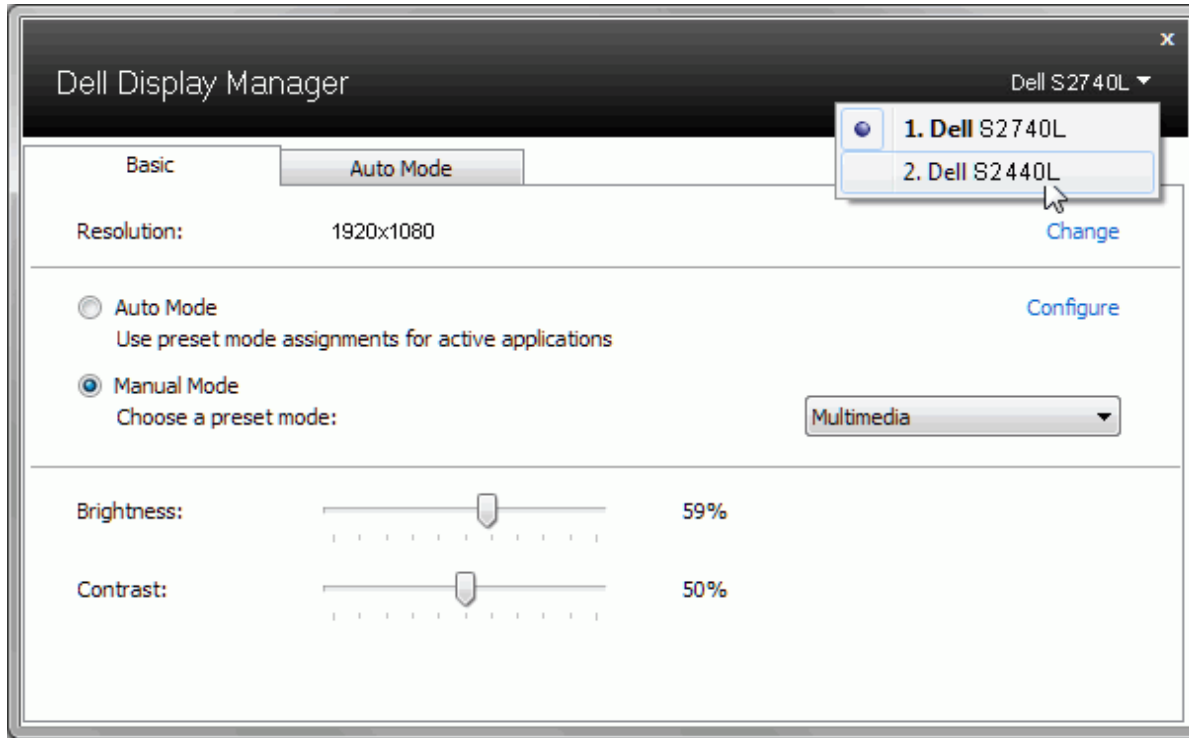 x
Dell Display Manager
Dell S2740L
1. Dell S2740L
2. Dell S2440L
Basic
Auto Mode
Resolution: 1920x1080 Change
Auto Mode Configure
Use preset mode assignments for active applications
Manual Mode
Choose a preset mode: Multimedia
Brightness: 59%
Contrast: 50%